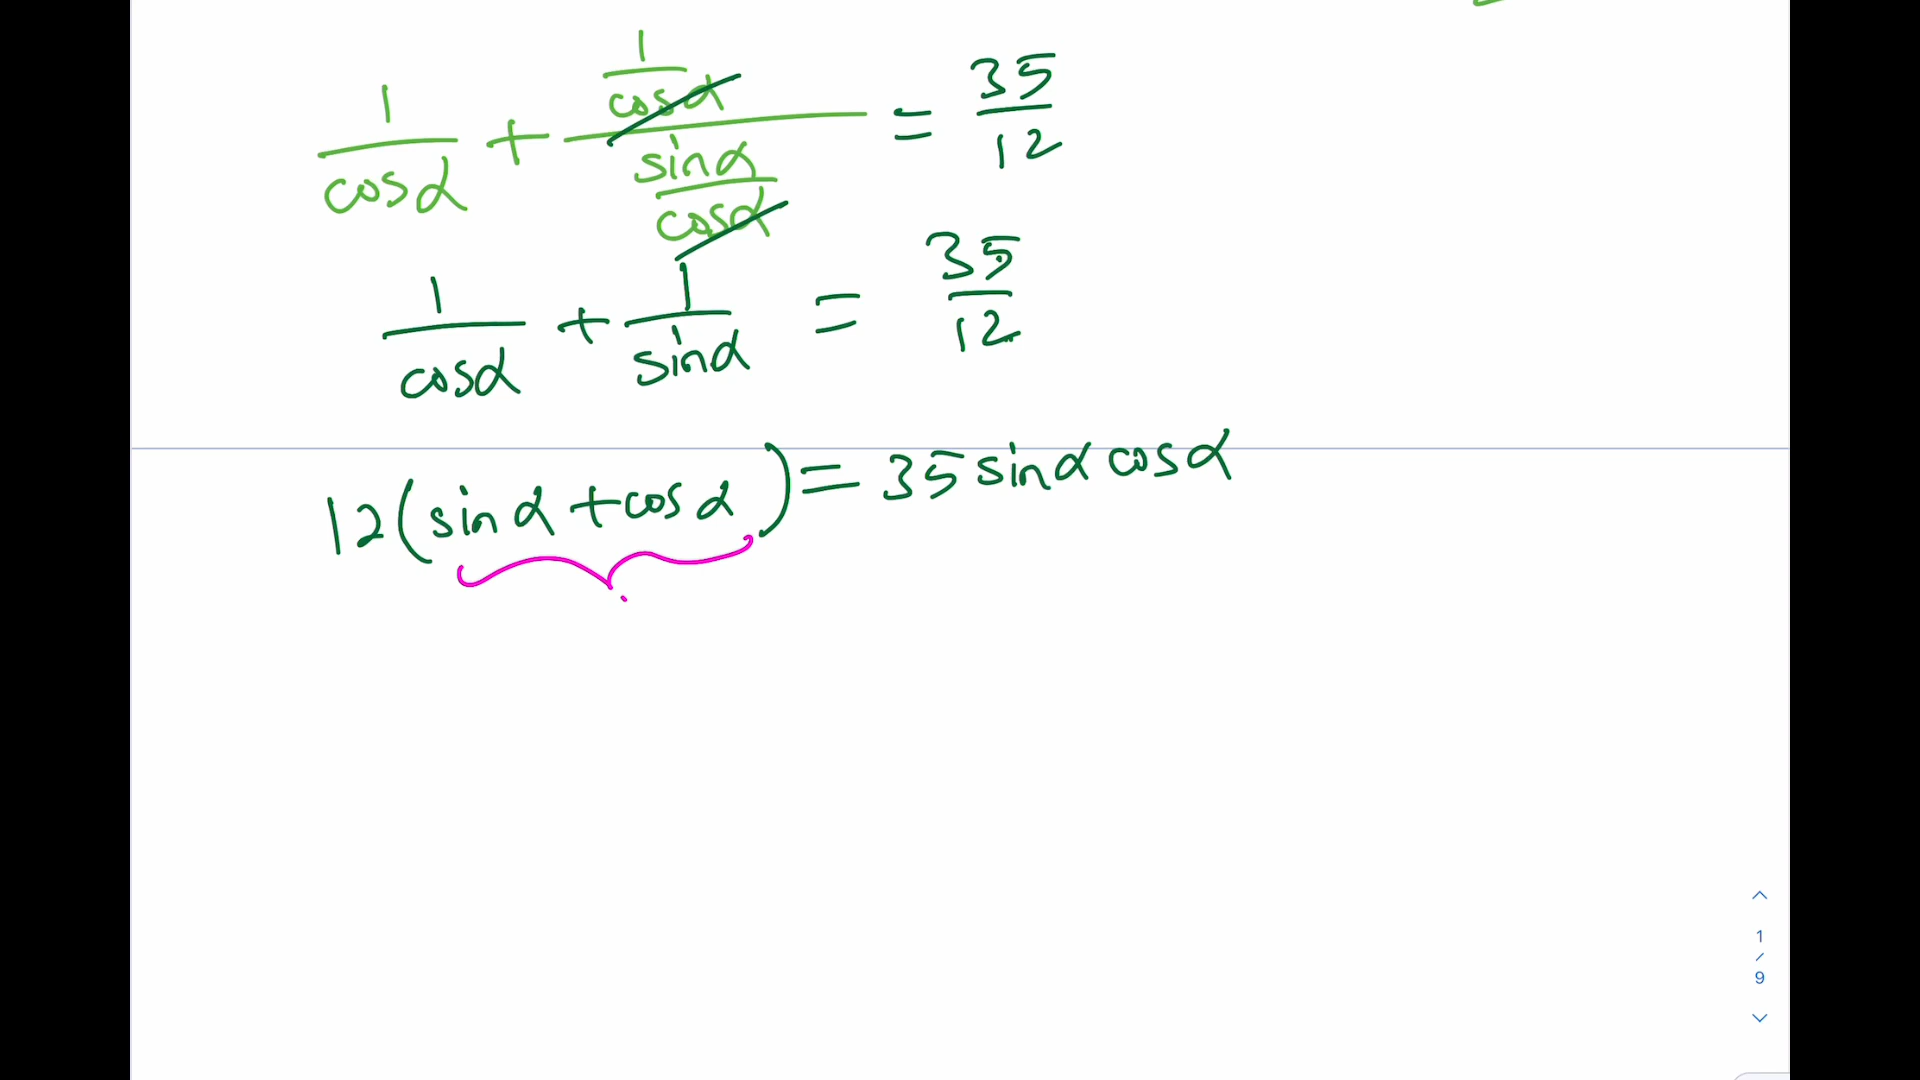 1/cosα + (1/cosα)/(sinα/cosα) = 35/12
1/cosα + 1/sinα = 35/12
12(sinα + cosα) = 35 sinα cosα
1
/
9